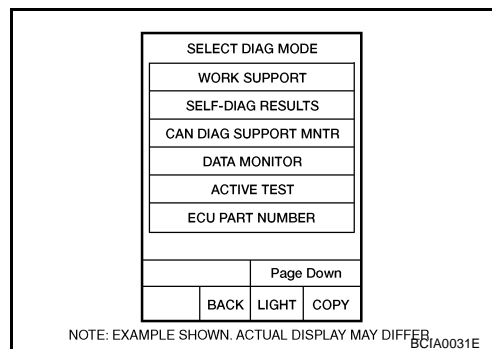 SELECT DIAG MODE
WORK SUPPORT
SELF-DIAG RESULTS
CAN DIAG SUPPORT MNTR
DATA MONITOR
ACTIVE TEST
ECU PART NUMBER
Page Down
BACK LIGHT COPY
NOTE: EXAMPLE SHOWN. ACTUAL DISPLAY MAY DIFFER.
BCIA0031E